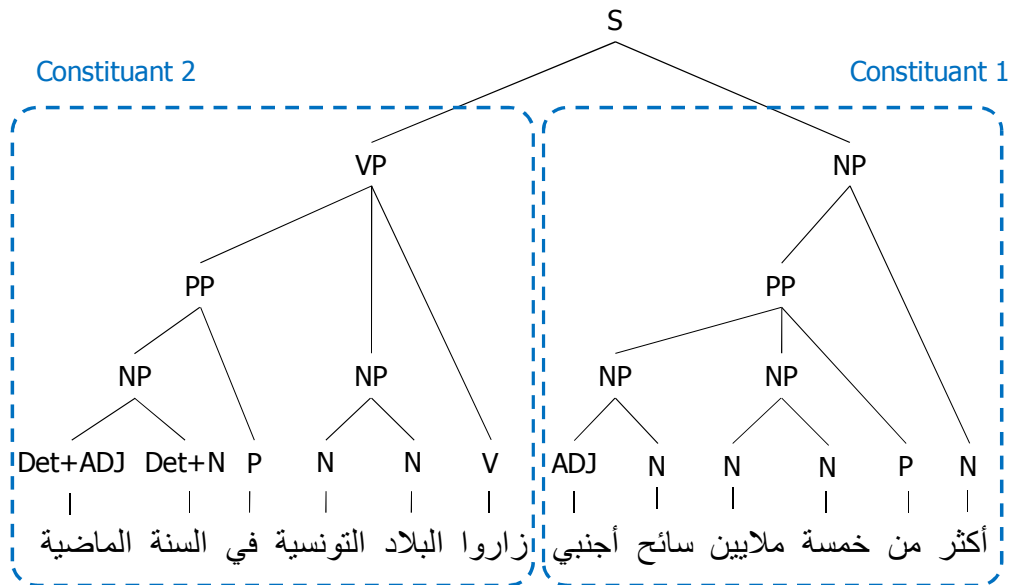 S
Constituant 2 Constituant 1
VP NP
PP PP
NP NP NP NP
Det+ADJ Det+N P N N V ADJ N N N P N
أكثر من خمسة ملايين سائح أجنبي زاروا البلاد التونسية في السنة الماضية